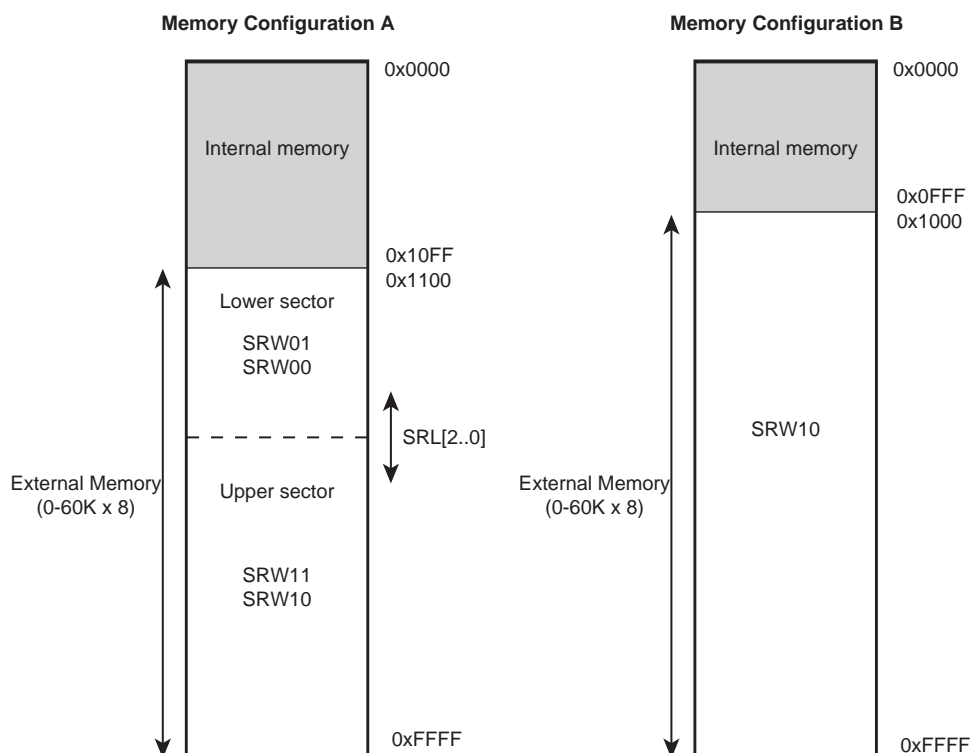 Memory Configuration A
0x0000
Internal memory
0x10FF
0x1100
Lower sector
SRW01
SRW00
SRL[2..0]
External Memory
(0-60K x 8)
Upper sector
SRW11
SRW10
0xFFFF
Memory Configuration B
0x0000
Internal memory
0x0FFF
0x1000
SRW10
External Memory
(0-60K x 8)
0xFFFF